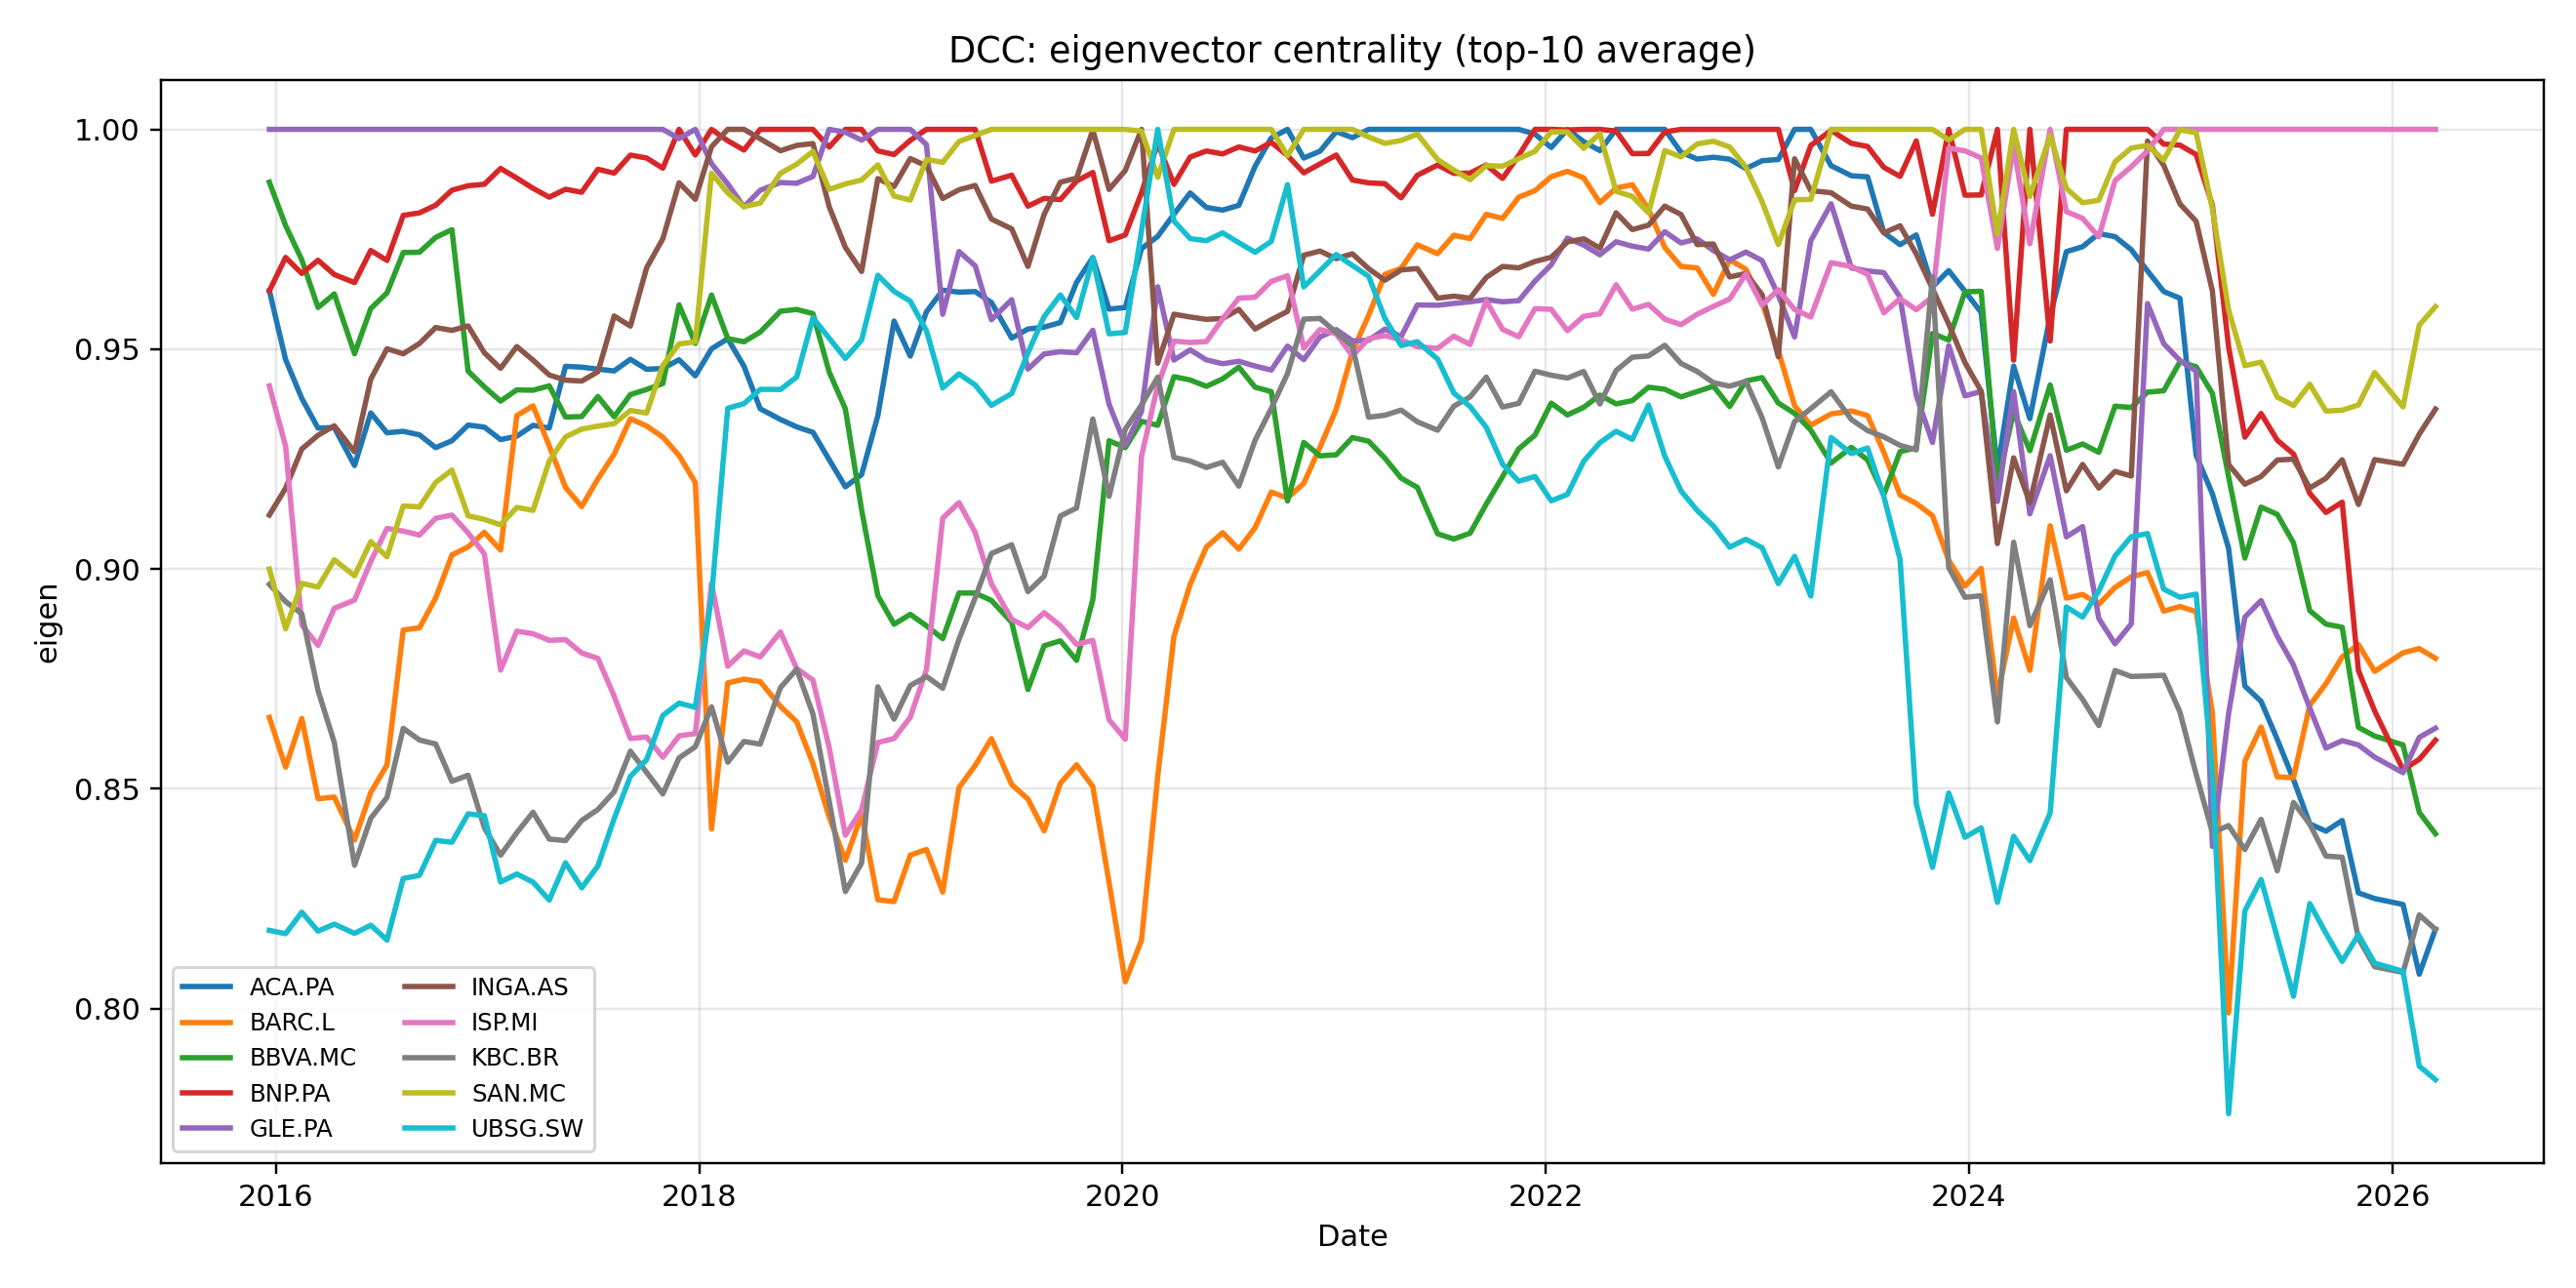 DCC: eigenvector centrality (top-10 average)
1.00
0.95
0.90
0.85
0.80
eigen
ACA.PA
BARC.L
BBVA.MC
BNP.PA
GLE.PA
INGA.AS
ISP.MI
KBC.BR
SAN.MC
UBSG.SW
2016
2018
2020
2022
2024
2026
Date